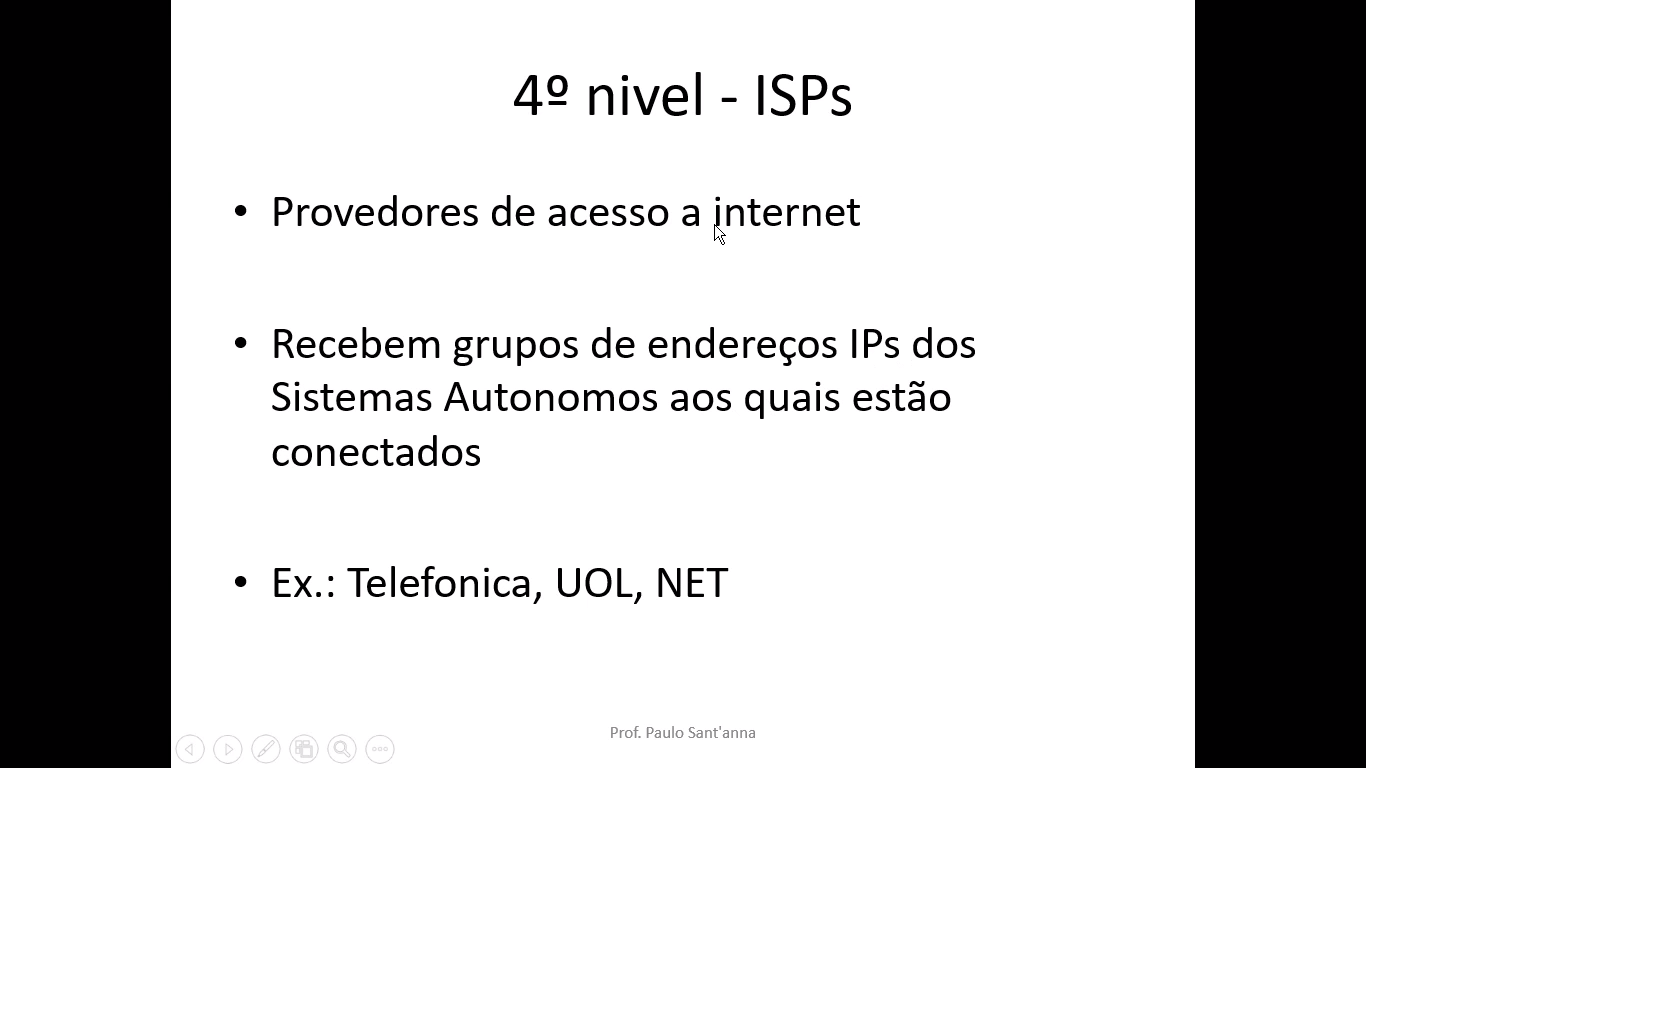 4º nivel - ISPs
• Provedores de acesso a internet
• Recebem grupos de endereços IPs dos
Sistemas Autonomos aos quais estão
conectados
• Ex.: Telefonica, UOL, NET
Prof. Paulo Sant'anna